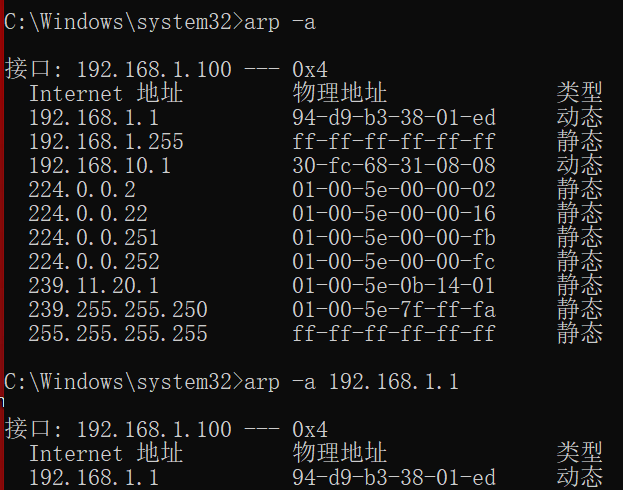 C:\Windows\system32>arp -a
接口: 192.168.1.100 --- 0x4
Internet 地址 物理地址 类型
192.168.1.1 94-d9-b3-38-01-ed 动态
192.168.1.255 ff-ff-ff-ff-ff-ff 静态
192.168.10.1 30-fc-68-31-08-08 动态
224.0.0.2 01-00-5e-00-00-02 静态
224.0.0.22 01-00-5e-00-00-16 静态
224.0.0.251 01-00-5e-00-00-fb 静态
224.0.0.252 01-00-5e-00-00-fc 静态
239.11.20.1 01-00-5e-0b-14-01 静态
239.255.255.250 01-00-5e-7f-ff-fa 静态
255.255.255.255 ff-ff-ff-ff-ff-ff 静态
C:\Windows\system32>arp -a 192.168.1.1
接口: 192.168.1.100 --- 0x4
Internet 地址 物理地址 类型
192.168.1.1 94-d9-b3-38-01-ed 动态